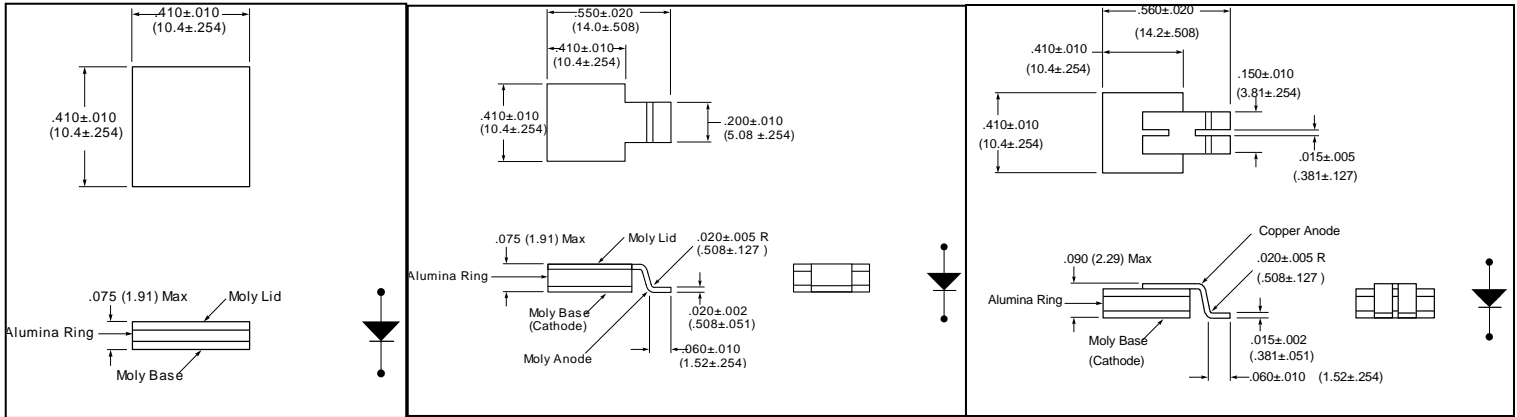 .410±.010
(10.4±.254)
.410±.010
(10.4±.254)
.075 (1.91) Max
Moly Lid
Alumina Ring
Moly Base
.550±.020
(14.0±.508)
.410±.010
(10.4±.254)
.410±.010
(10.4±.254)
.200±.010
(5.08 ±.254)
.075 (1.91) Max
Moly Lid
.020±.005 R
(.508±.127 )
Alumina Ring
Moly Base
(Cathode)
.020±.002
(.508±.051)
Moly Anode
.060±.010
(1.52±.254)
.560±.020
(14.2±.508)
.410±.010
(10.4±.254)
.150±.010
(3.81±.254)
.410±.010
(10.4±.254)
.015±.005
(.381±.127)
Copper Anode
.090 (2.29) Max
.020±.005 R
(.508±.127 )
Alumina Ring
Moly Base
(Cathode)
.015±.002
(.381±.051)
.060±.010 (1.52±.254)